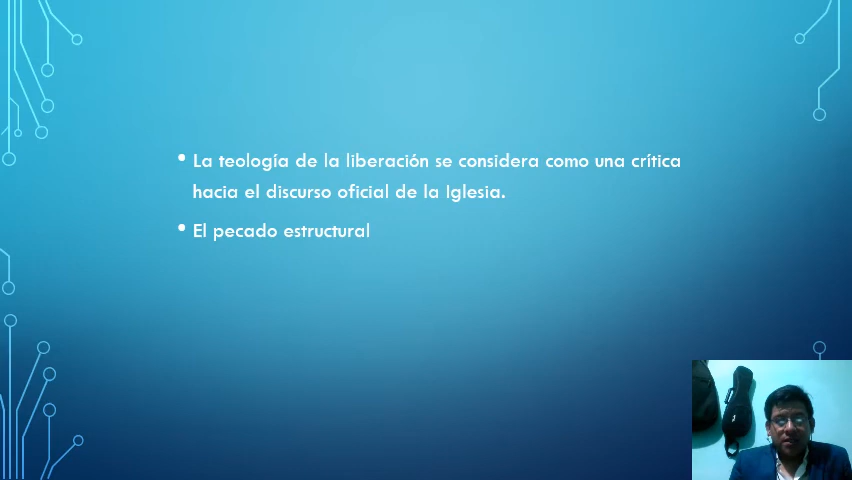 • La teología de la liberación se considera como una crítica
hacia el discurso oficial de la Iglesia.
• El pecado estructural